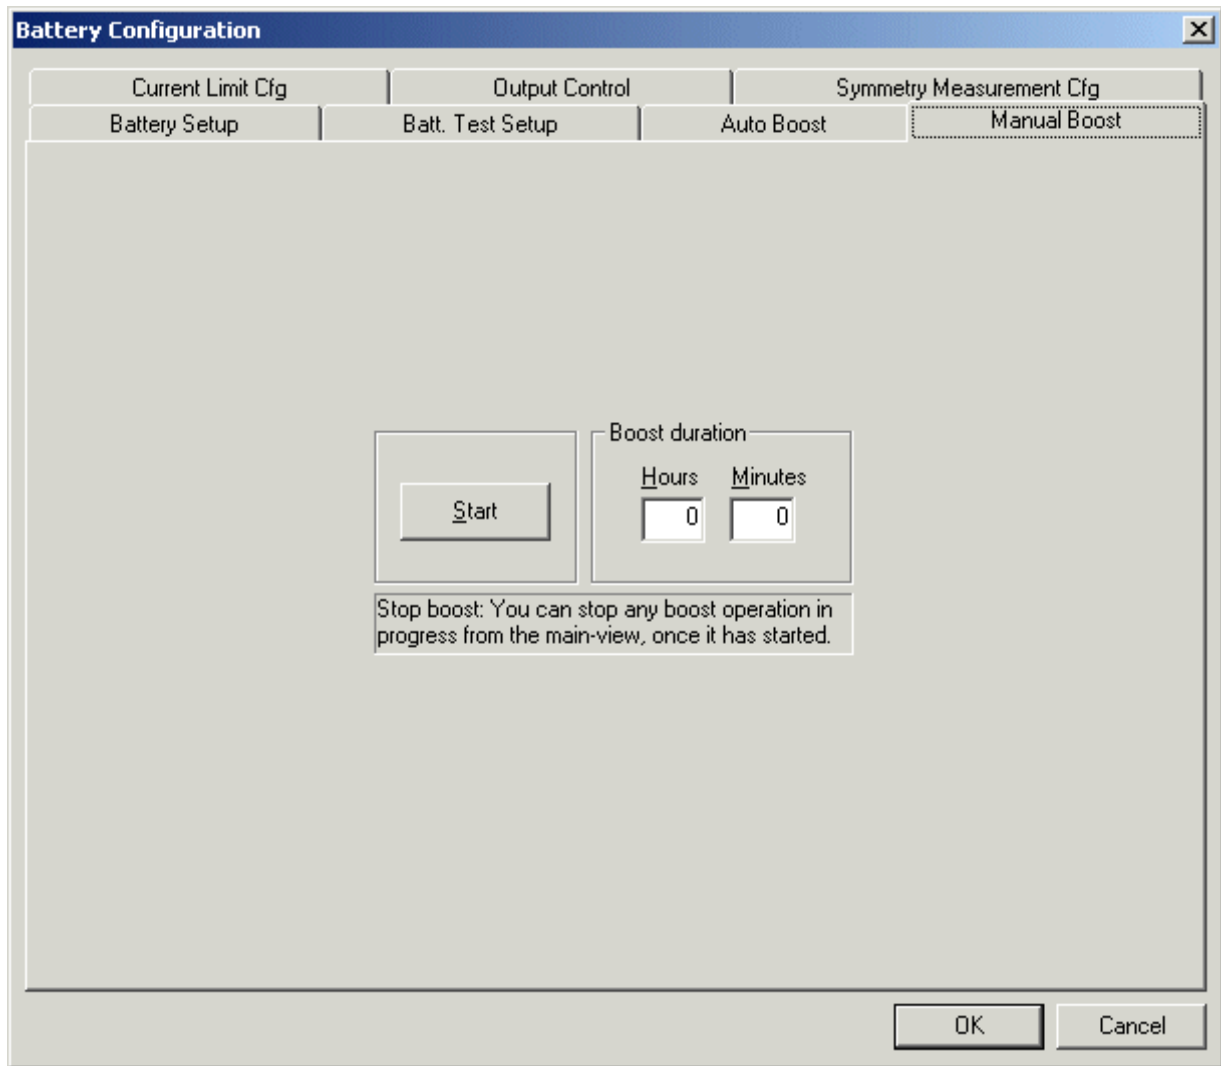 Battery Configuration
Current Limit Cfg
Output Control
Symmetry Measurement Cfg
Battery Setup
Batt. Test Setup
Auto Boost
Manual Boost
Start
Boost duration
Hours
Minutes
0
0
Stop boost: You can stop any boost operation in
progress from the main-view, once it has started.
OK
Cancel